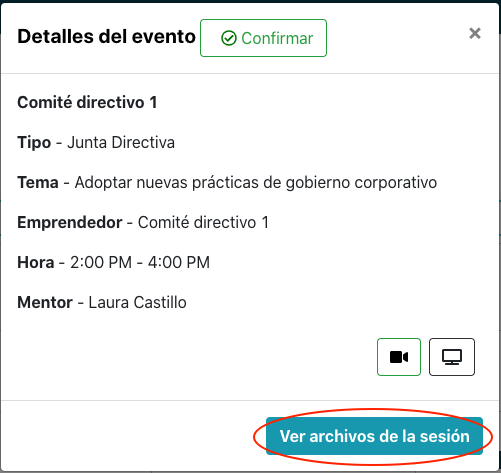 Detalles del evento
Confirmar
×
Comité directivo 1
Tipo - Junta Directiva
Tema - Adoptar nuevas prácticas de gobierno corporativo
Emprendedor - Comité directivo 1
Hora - 2:00 PM - 4:00 PM
Mentor - Laura Castillo
Ver archivos de la sesión